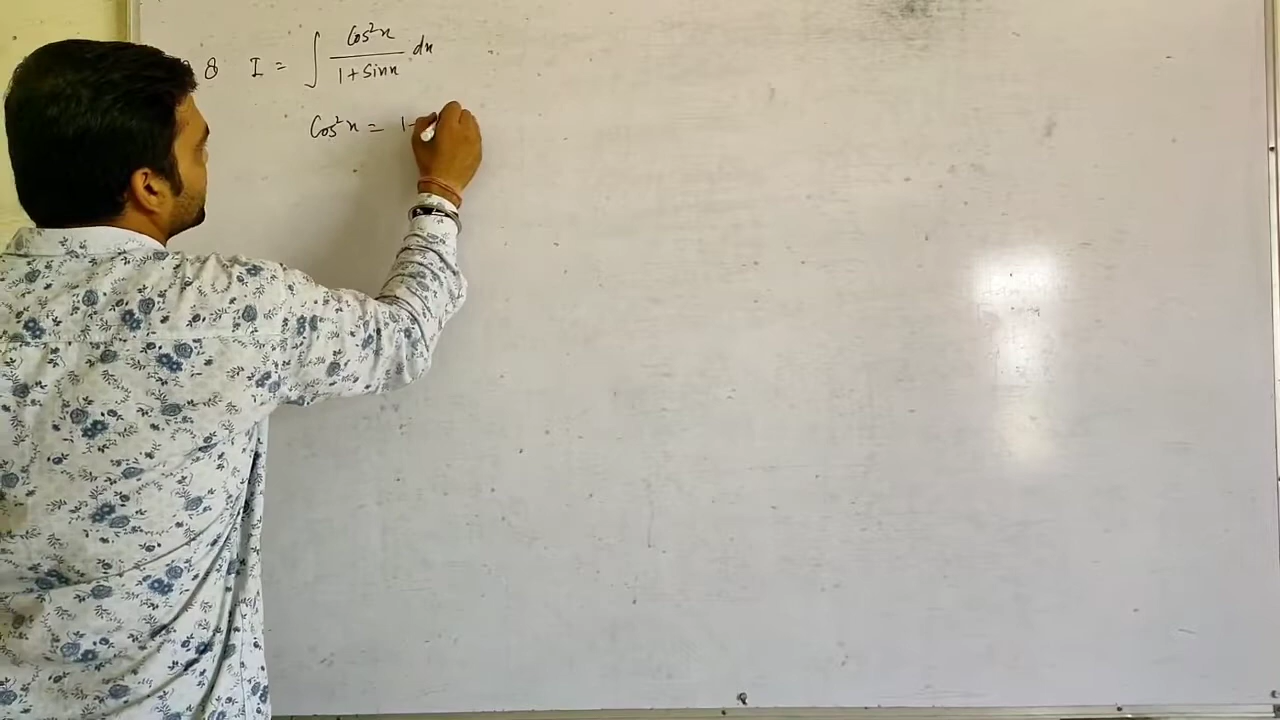 8 I = ∫ Cos²x / 1 + Sinx dx
Cos²x = 1 -